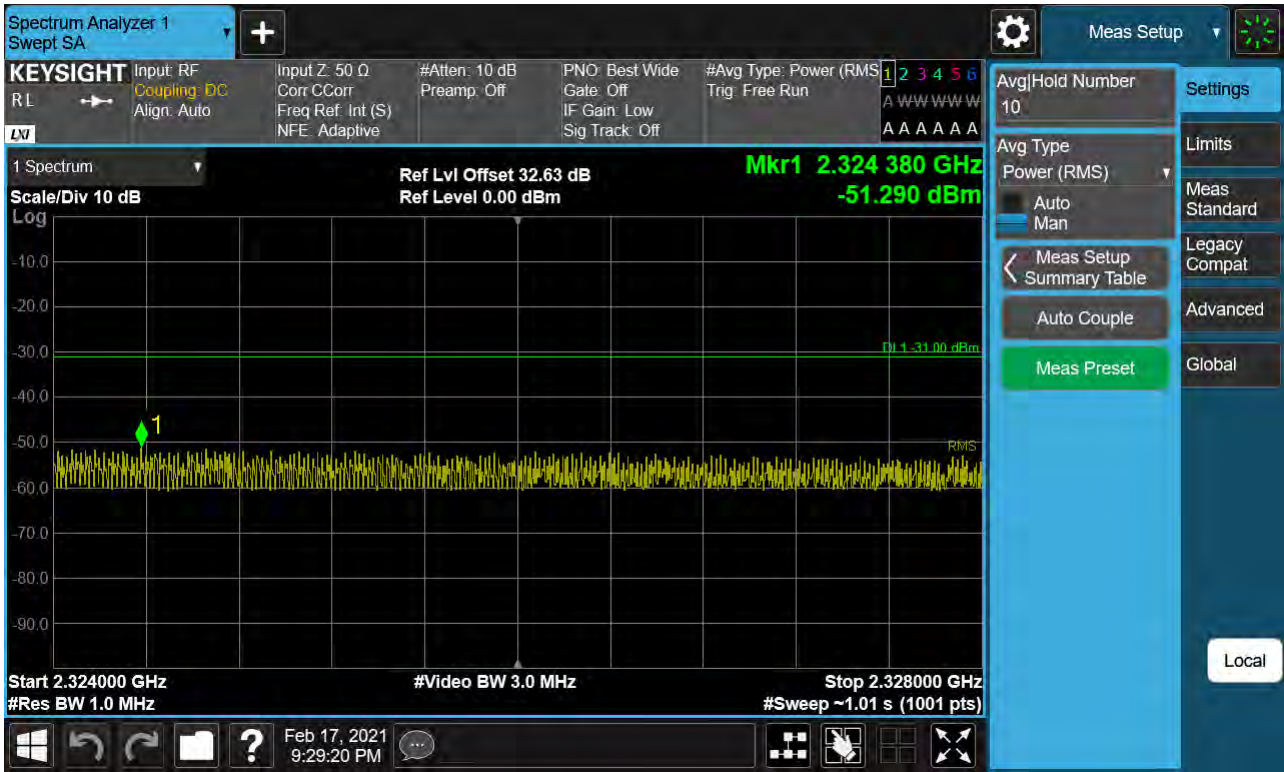 Spectrum Analyzer 1
Swept SA
+
Meas Setup
KEYSIGHT
RL
LXI
Input: RF
Coupling: DC
Align: Auto
Input Z: 50 Ω
Corr CCorr
Freq Ref: Int (S)
NFE: Adaptive
#Atten: 10 dB
Preamp: Off
PNO: Best Wide
Gate: Off
IF Gain: Low
Sig Track: Off
#Avg Type: Power (RMS
Trig: Free Run
1 2 3 4 5 6
A W W W W W
A A A A A A
1 Spectrum
Scale/Div 10 dB
Log
Ref Lvl Offset 32.63 dB
Ref Level 0.00 dBm
Mkr1 2.324 380 GHz
-51.290 dBm
-10.0
-20.0
-30.0
DL1 -31.00 dBm
-40.0
1
-50.0
RMS
-60.0
-70.0
-80.0
-90.0
Start 2.324000 GHz
#Res BW 1.0 MHz
#Video BW 3.0 MHz
Stop 2.328000 GHz
#Sweep ~1.01 s (1001 pts)
Avg|Hold Number
10
Avg Type
Power (RMS)
Auto
Man
Meas Setup
Summary Table
Auto Couple
Meas Preset
Settings
Limits
Meas
Standard
Legacy
Compat
Advanced
Global
Local
?
Feb 17, 2021
9:29:20 PM